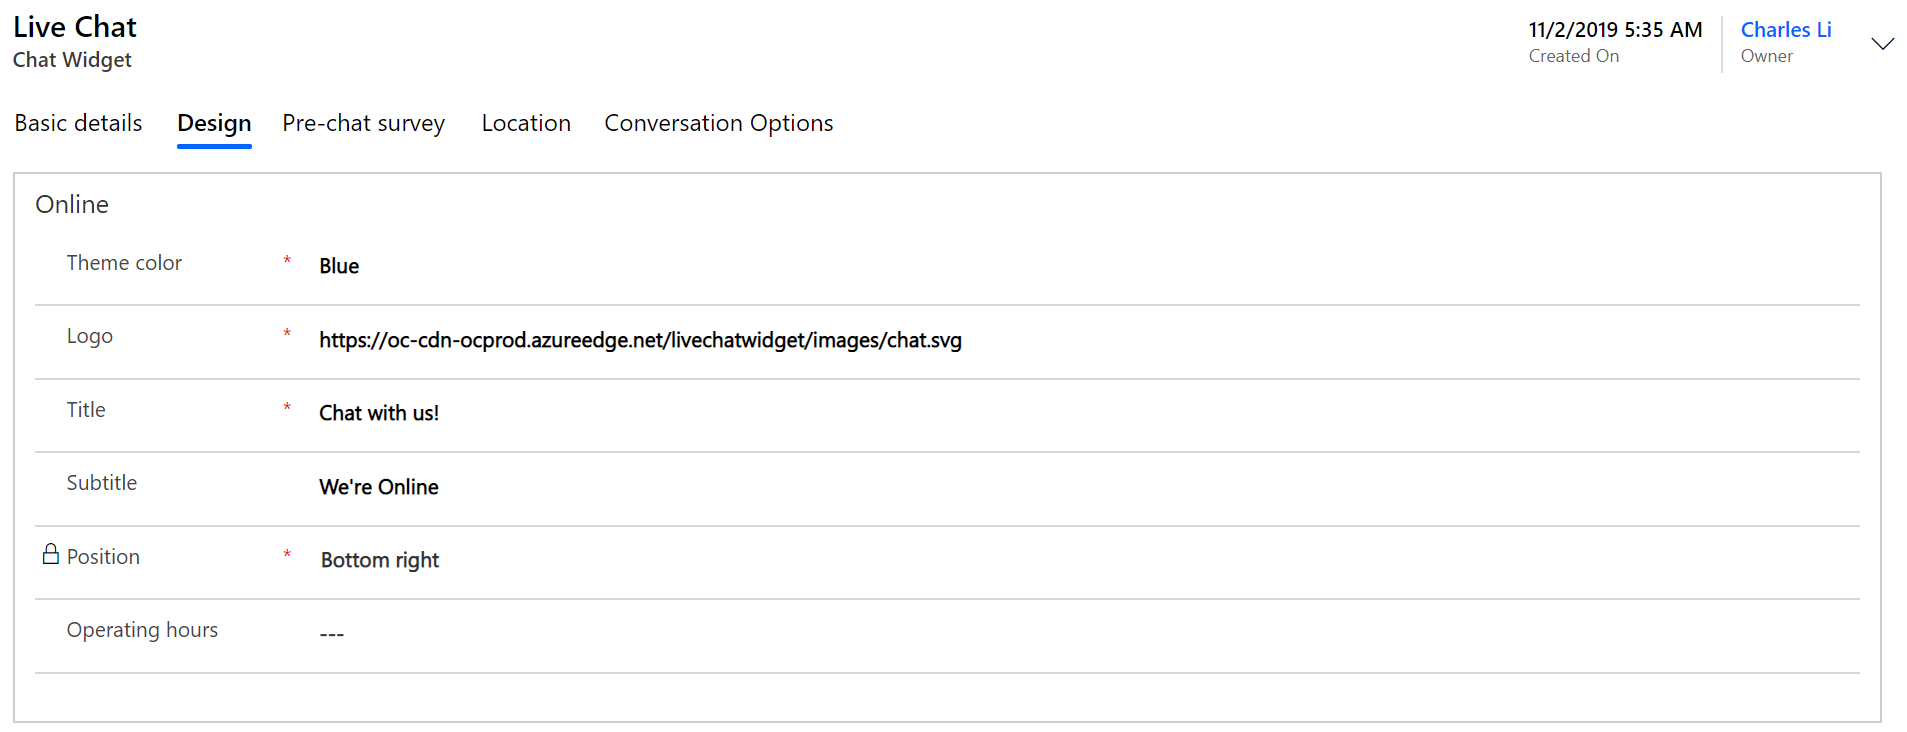 Live Chat
Chat Widget
11/2/2019 5:35 AM
Created On
Charles Li
Owner
Basic details Design Pre-chat survey Location Conversation Options
Online
Theme color * Blue
Logo * https://oc-cdn-ocprod.azureedge.net/livechatwidget/images/chat.svg
Title * Chat with us!
Subtitle We're Online
Position * Bottom right
Operating hours ---